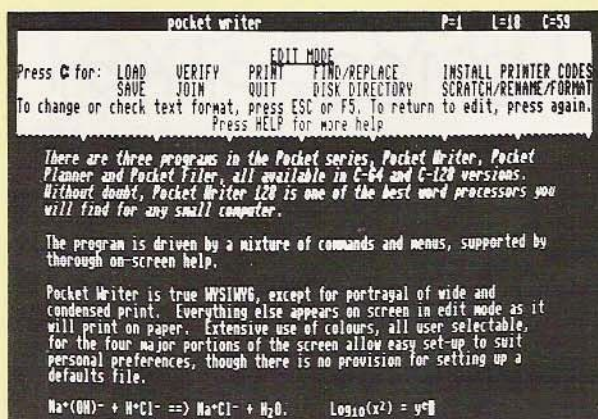 pocket writer P=1 L=18 C=59
EDIT MODE
Press C for: LOAD VERIFY PRINT FIND/REPLACE INSTALL PRINTER CODES
SAVE JOIN QUIT DISK DIRECTORY SCRATCH/RENAME/FORMAT
To change or check text format, press ESC or F5. To return to edit, press again.
Press HELP for more help
There are three programs in the Pocket series, Pocket Writer, Pocket
Planner and Pocket Filer, all available in C-64 and C-128 versions.
Without doubt, Pocket Writer 128 is one of the best word processors you
will find for any small computer.
The program is driven by a mixture of commands and menus, supported by
thorough on-screen help.
Pocket Writer is true WYSIWYG, except for portrayal of wide and
condensed print. Everything else appears on screen in edit mode as it
will print on paper. Extensive use of colours, all user selectable,
for the four major portions of the screen allow easy set-up to suit
personal preferences, though there is no provision for setting up a
defaults file.
Na⁺(OH)⁻ + H⁺Cl⁻ ==> Na⁺Cl⁻ + H₂O. Log₁₀(x²) = y